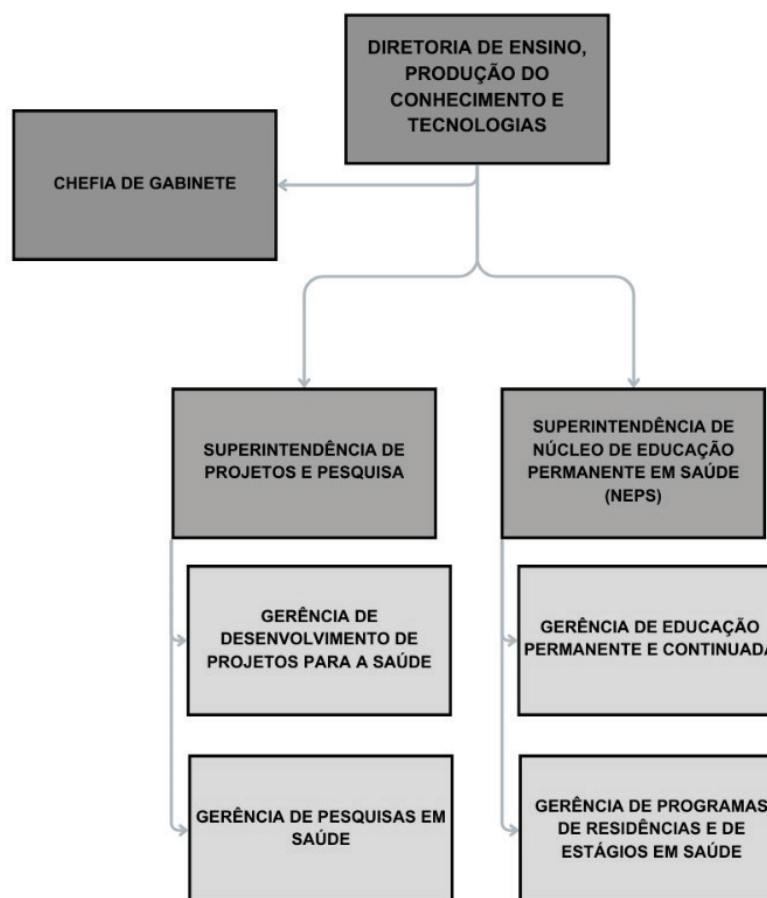 DIRETORIA DE ENSINO,
PRODUÇÃO DO
CONHECIMENTO E
TECNOLOGIAS
CHEFIA DE GABINETE
SUPERINTENDÊNCIA DE
PROJETOS E PESQUISA
SUPERINTENDÊNCIA DE
NÚCLEO DE EDUCAÇÃO
PERMANENTE EM SAÚDE
(NEPS)
GERÊNCIA DE
DESENVOLVIMENTO DE
PROJETOS PARA A SAÚDE
GERÊNCIA DE EDUCAÇÃO
PERMANENTE E CONTINUADA
GERÊNCIA DE PESQUISAS EM
SAÚDE
GERÊNCIA DE PROGRAMAS
DE RESIDÊNCIAS E DE
ESTÁGIOS EM SAÚDE